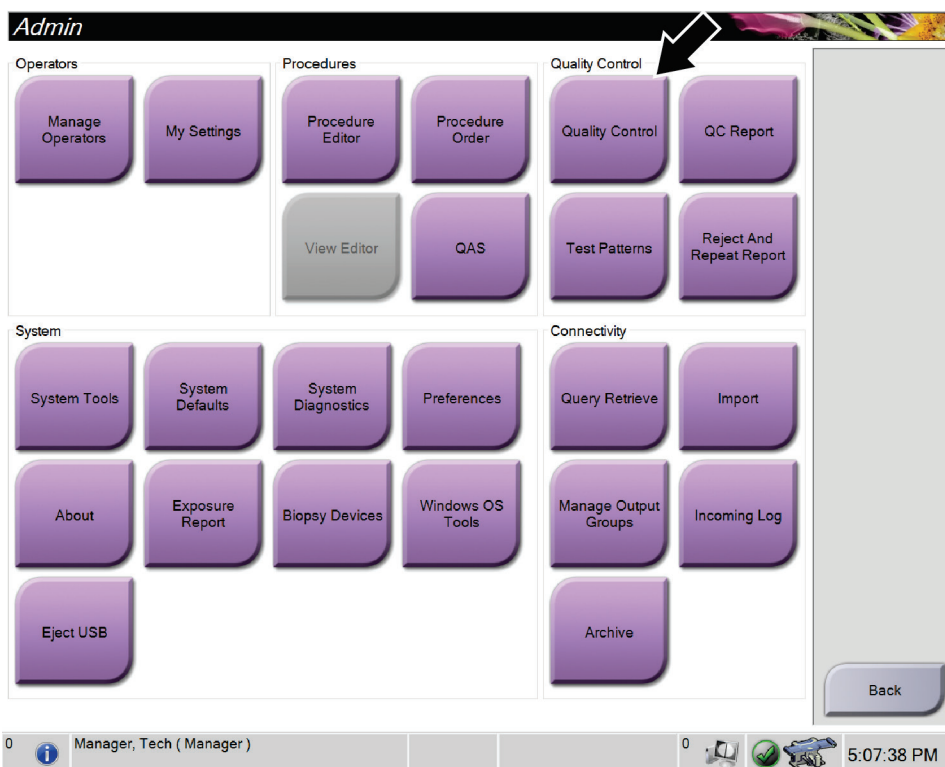 Admin
Operators
Manage
Operators
My Settings
Procedures
Procedure
Editor
Procedure
Order
View Editor
QAS
Quality Control
Quality Control
QC Report
Test Patterns
Reject And
Repeat Report
System
System Tools
System
Defaults
System
Diagnostics
Preferences
About
Exposure
Report
Biopsy Devices
Windows OS
Tools
Eject USB
Connectivity
Query Retrieve
Import
Manage Output
Groups
Incoming Log
Archive
Back
0
Manager, Tech ( Manager )
0
5:07:38 PM